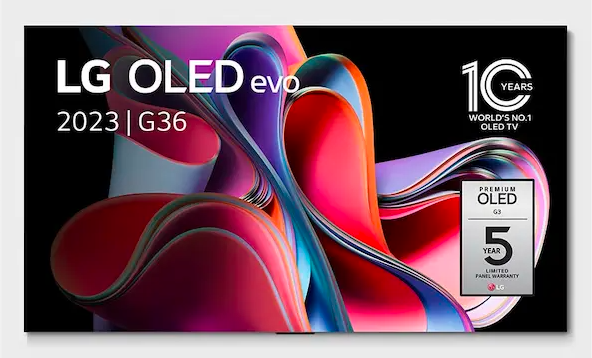 LG OLED evo
2023 | G36
10 YEARS
WORLD'S NO.1
OLED TV
PREMIUM
OLED
G3
5 YEAR
LIMITED
PANEL WARRANTY
LG